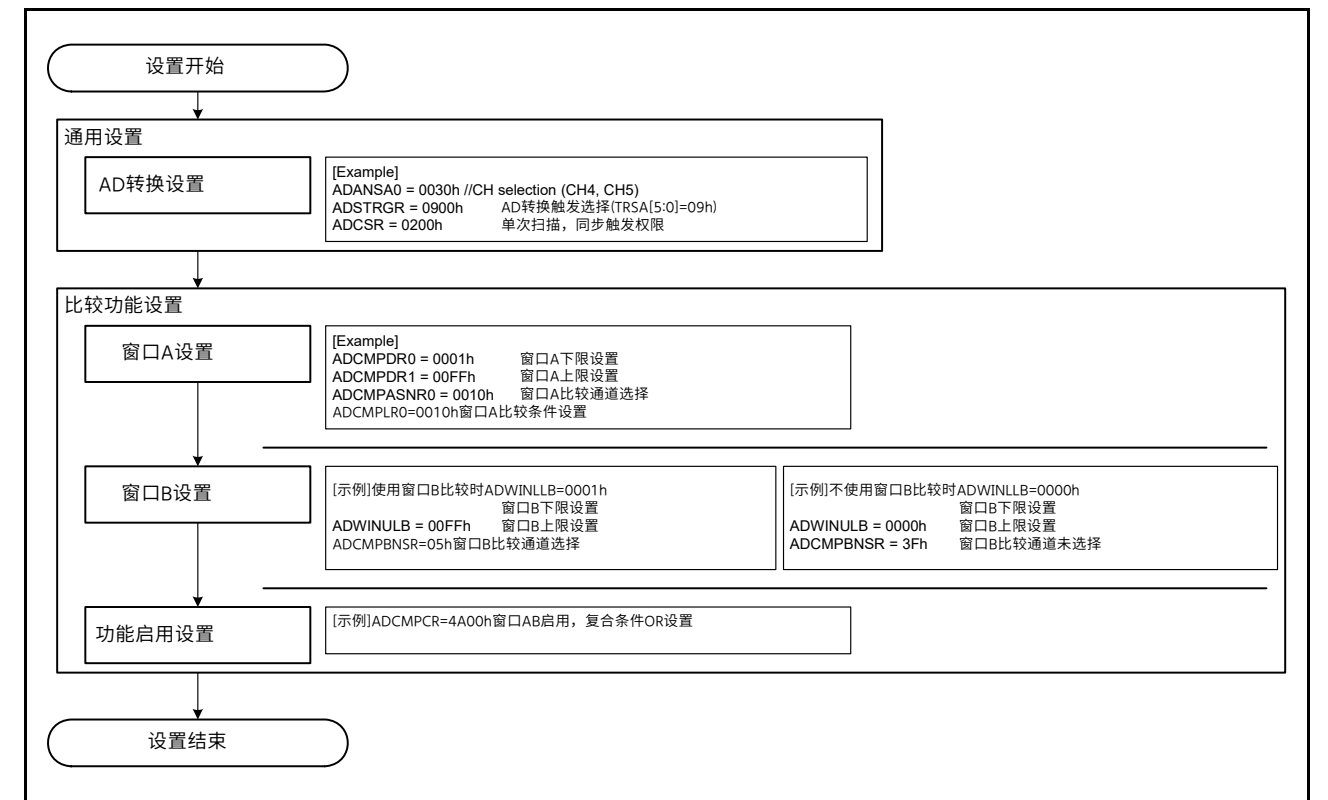 设置开始
通用设置
AD转换设置
[Example]
ADANSA0 = 0030h //CH selection (CH4, CH5)
ADSTRGR = 0900h AD转换触发选择(TRSA[5:0]=09h)
ADCSR = 0200h 单次扫描，同步触发权限
比较功能设置
窗口A设置
[Example]
ADCMPDR0 = 0001h 窗口A下限设置
ADCMPDR1 = 00FFh 窗口A上限设置
ADCMPASNR0 = 0010h 窗口A比较通道选择
ADCMPLR0=0010h窗口A比较条件设置
窗口B设置
[示例]使用窗口B比较时ADWINLLB=0001h
窗口B下限设置
ADWINULB = 00FFh 窗口B上限设置
ADCMPBNSR=05h窗口B比较通道选择
[示例]不使用窗口B比较时ADWINLLB=0000h
窗口B下限设置
ADWINULB = 0000h 窗口B上限设置
ADCMPBNSR = 3Fh 窗口B比较通道未选择
功能启用设置
[示例]ADCMPCR=4A00h窗口AB启用，复合条件OR设置
设置结束